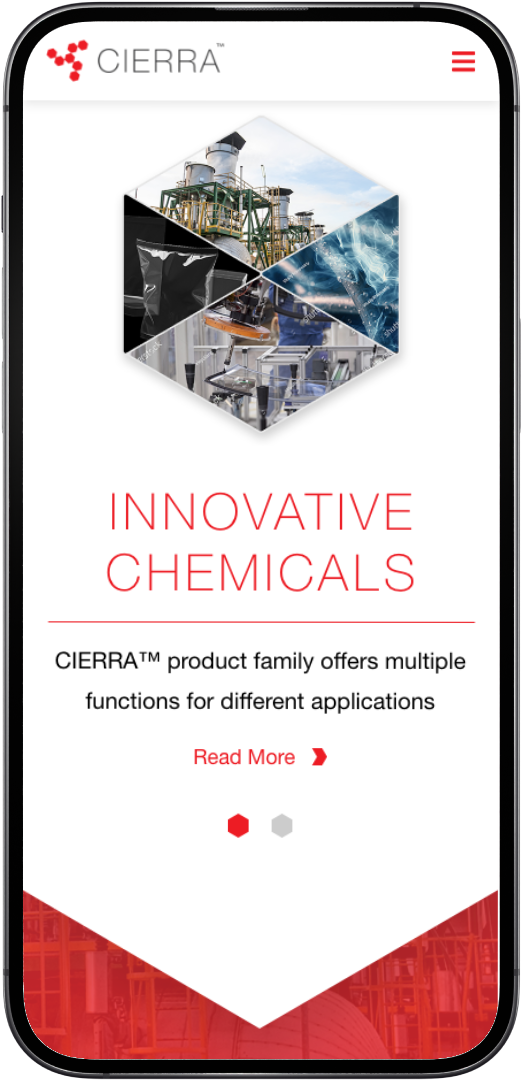 CIERRA™
INNOVATIVE
CHEMICALS
CIERRA™ product family offers multiple
functions for different applications
Read More